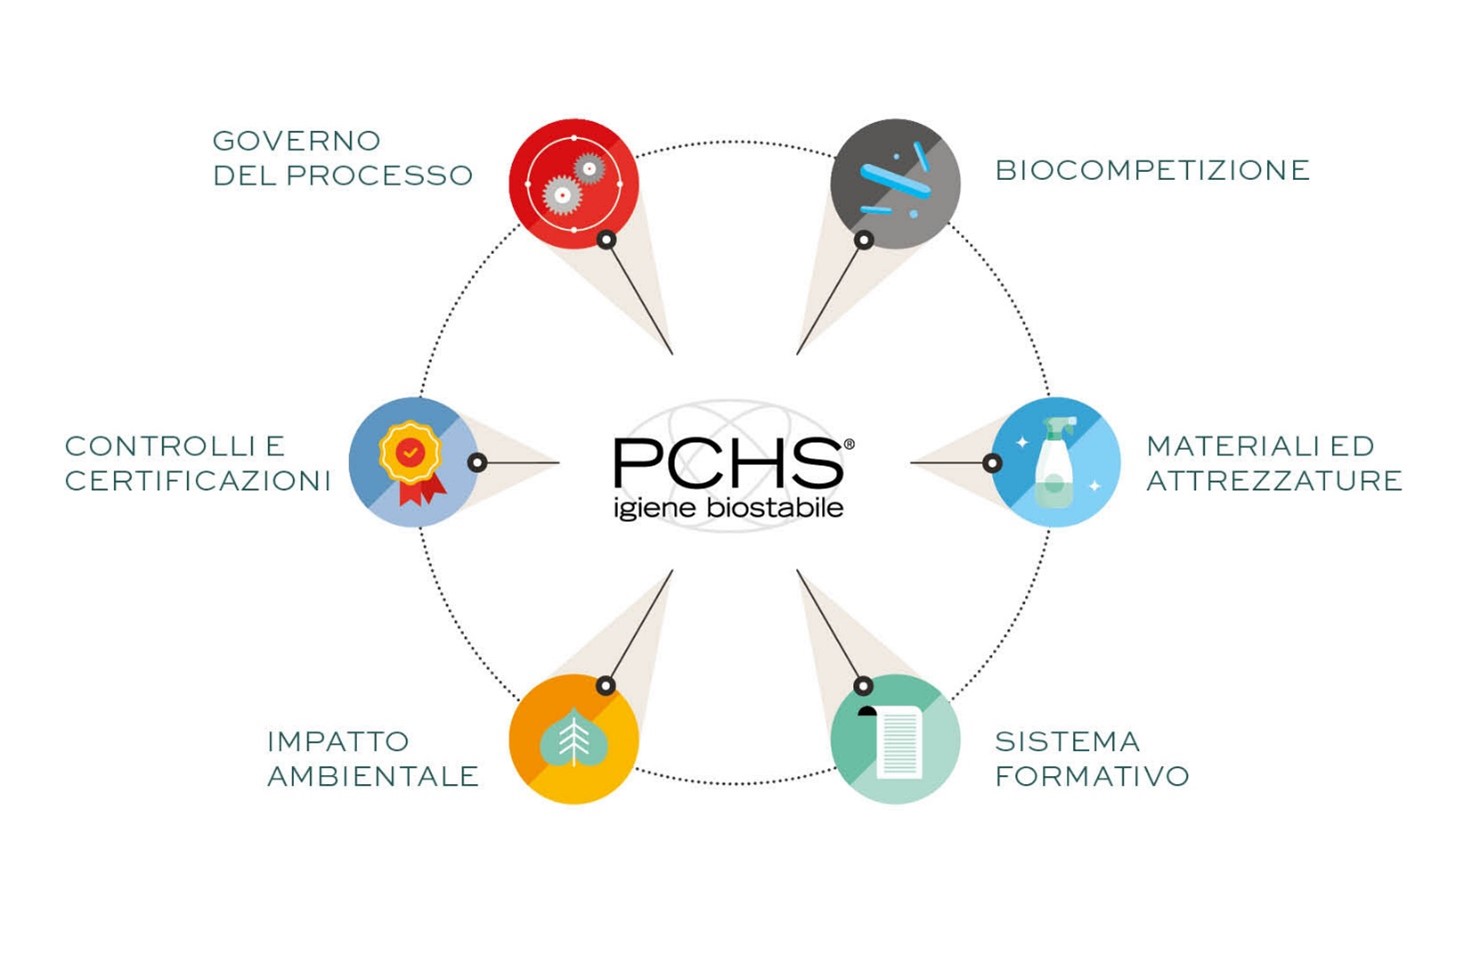 GOVERNO
DEL PROCESSO
BIOCOMPETIZIONE
CONTROLLI E
CERTIFICAZIONI
PCHS®
igiene biostabile
MATERIALI ED
ATTREZZATURE
IMPATTO
AMBIENTALE
SISTEMA
FORMATIVO